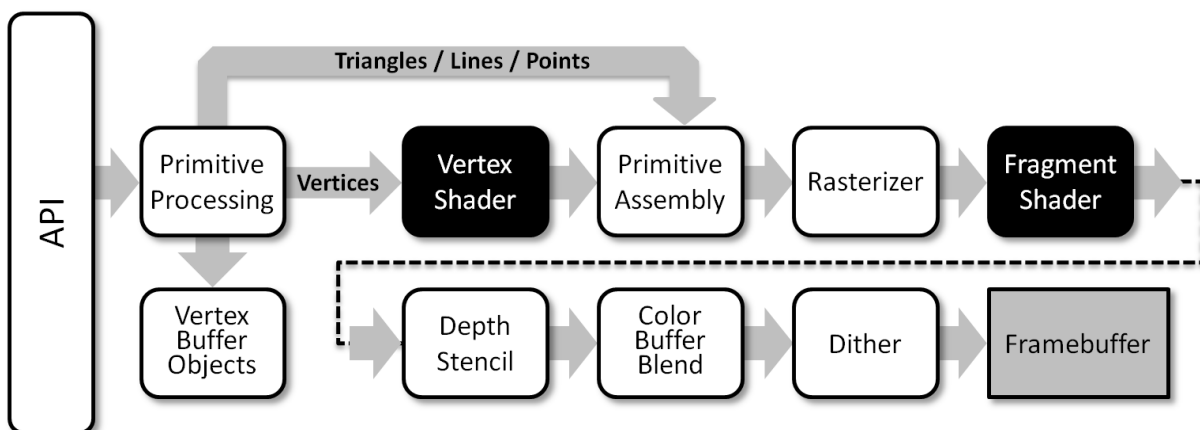 API
Triangles / Lines / Points
Primitive
Processing
Vertices
Vertex
Shader
Primitive
Assembly
Rasterizer
Fragment
Shader
Vertex
Buffer
Objects
Depth
Stencil
Color
Buffer
Blend
Dither
Framebuffer